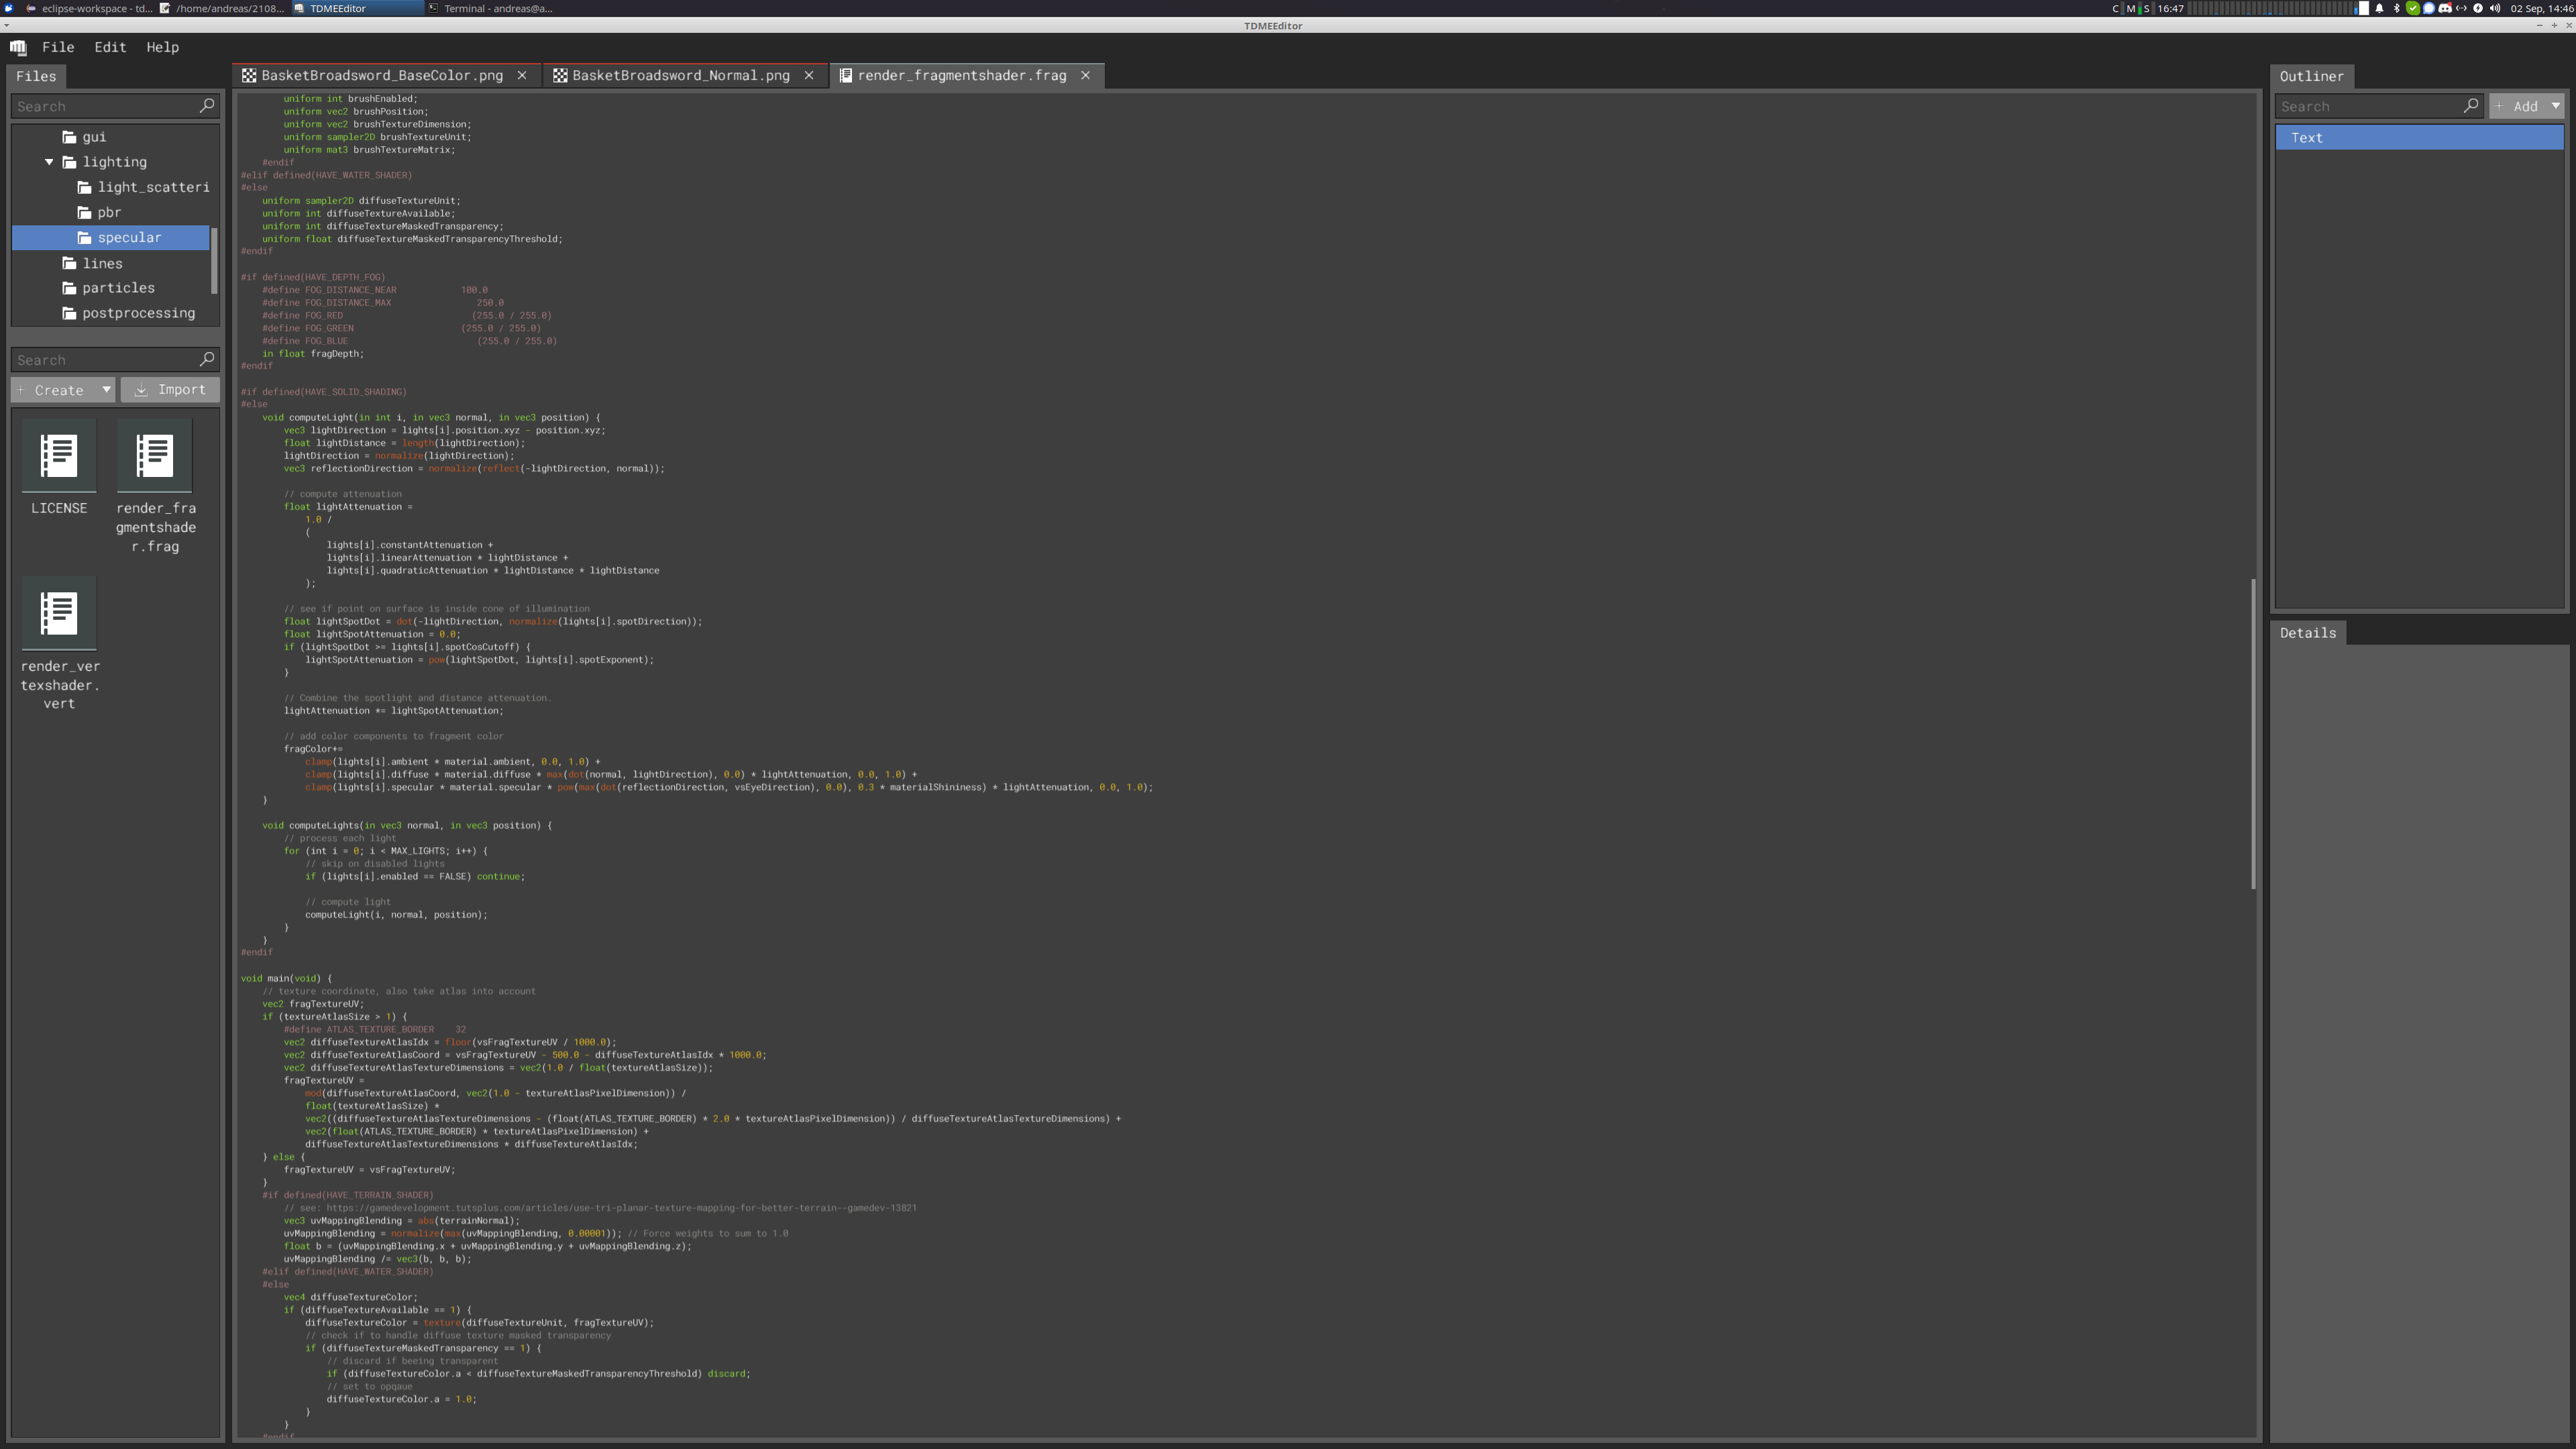 eclipse-workspace - td...
/home/andreas/2108...
TDMEEditor
Terminal - andreas@a...
C M S 16:47
02 Sep, 14:46
TDMEEditor
File Edit Help
Files
Search
gui
lighting
light_scatteri
pbr
specular
lines
particles
postprocessing
Search
+ Create
Import
LICENSE
render_fra
gmentshade
r.frag
render_ver
texshader.
vert
BasketBroadsword_BaseColor.png
BasketBroadsword_Normal.png
render_fragmentshader.frag
uniform int brushEnabled;
uniform vec2 brushPosition;
uniform vec2 brushTextureDimension;
uniform sampler2D brushTextureUnit;
uniform mat3 brushTextureMatrix;
#endif
#elif defined(HAVE_WATER_SHADER)
#else
uniform sampler2D diffuseTextureUnit;
uniform int diffuseTextureAvailable;
uniform int diffuseTextureMaskedTransparency;
uniform float diffuseTextureMaskedTransparencyThreshold;
#endif
#if defined(HAVE_DEPTH_FOG)
#define FOG_DISTANCE_NEAR 100.0
#define FOG_DISTANCE_MAX 250.0
#define FOG_RED (255.0 / 255.0)
#define FOG_GREEN (255.0 / 255.0)
#define FOG_BLUE (255.0 / 255.0)
in float fragDepth;
#endif
#if defined(HAVE_SOLID_SHADING)
#else
void computeLight(in int i, in vec3 normal, in vec3 position) {
vec3 lightDirection = lights[i].position.xyz - position.xyz;
float lightDistance = length(lightDirection);
lightDirection = normalize(lightDirection);
vec3 reflectionDirection = normalize(reflect(-lightDirection, normal));
// compute attenuation
float lightAttenuation =
1.0 /
(
lights[i].constantAttenuation +
lights[i].linearAttenuation * lightDistance +
lights[i].quadraticAttenuation * lightDistance * lightDistance
);
// see if point on surface is inside cone of illumination
float lightSpotDot = dot(-lightDirection, normalize(lights[i].spotDirection));
float lightSpotAttenuation = 0.0;
if (lightSpotDot >= lights[i].spotCosCutoff) {
lightSpotAttenuation = pow(lightSpotDot, lights[i].spotExponent);
}
// Combine the spotlight and distance attenuation.
lightAttenuation *= lightSpotAttenuation;
// add color components to fragment color
fragColor+=
clamp(lights[i].ambient * material.ambient, 0.0, 1.0) +
clamp(lights[i].diffuse * material.diffuse * max(dot(normal, lightDirection), 0.0) * lightAttenuation, 0.0, 1.0) +
clamp(lights[i].specular * material.specular * pow(max(dot(reflectionDirection, vsEyeDirection), 0.0), 0.3 * materialShininess) * lightAttenuation, 0.0, 1.0);
}
void computeLights(in vec3 normal, in vec3 position) {
// process each light
for (int i = 0; i < MAX_LIGHTS; i++) {
// skip on disabled lights
if (lights[i].enabled == FALSE) continue;
// compute light
computeLight(i, normal, position);
}
}
#endif
void main(void) {
// texture coordinate, also take atlas into account
vec2 fragTextureUV;
if (textureAtlasSize > 1) {
#define ATLAS_TEXTURE_BORDER 32
vec2 diffuseTextureAtlasIdx = floor(vsFragTextureUV / 1000.0);
vec2 diffuseTextureAtlasCoord = vsFragTextureUV - 500.0 - diffuseTextureAtlasIdx * 1000.0;
vec2 diffuseTextureAtlasTextureDimensions = vec2(1.0 / float(textureAtlasSize));
fragTextureUV =
mod(diffuseTextureAtlasCoord, vec2(1.0 - textureAtlasPixelDimension)) /
float(textureAtlasSize) *
vec2((diffuseTextureAtlasTextureDimensions - (float(ATLAS_TEXTURE_BORDER) * 2.0 * textureAtlasPixelDimension)) / diffuseTextureAtlasTextureDimensions) +
vec2(float(ATLAS_TEXTURE_BORDER) * textureAtlasPixelDimension) +
diffuseTextureAtlasTextureDimensions * diffuseTextureAtlasIdx;
} else {
fragTextureUV = vsFragTextureUV;
}
#if defined(HAVE_TERRAIN_SHADER)
// see: https://gamedevelopment.tutsplus.com/articles/use-tri-planar-texture-mapping-for-better-terrain--gamedev-13821
vec3 uvMappingBlending = abs(terrainNormal);
uvMappingBlending = normalize(max(uvMappingBlending, 0.00001)); // Force weights to sum to 1.0
float b = (uvMappingBlending.x + uvMappingBlending.y + uvMappingBlending.z);
uvMappingBlending /= vec3(b, b, b);
#elif defined(HAVE_WATER_SHADER)
#else
vec4 diffuseTextureColor;
if (diffuseTextureAvailable == 1) {
diffuseTextureColor = texture(diffuseTextureUnit, fragTextureUV);
// check if to handle diffuse texture masked transparency
if (diffuseTextureMaskedTransparency == 1) {
// discard if beeing transparent
if (diffuseTextureColor.a < diffuseTextureMaskedTransparencyThreshold) discard;
// set to opqaue
diffuseTextureColor.a = 1.0;
}
}
#endif
Outliner
Search
+ Add
Text
Details